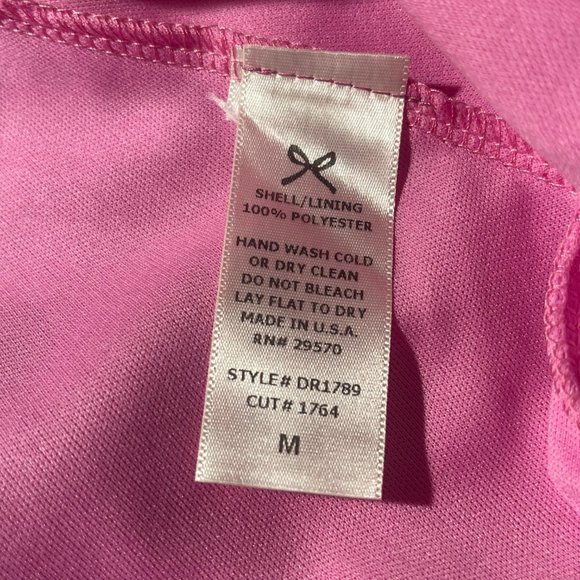 SHELL/LINING
100% POLYESTER
HAND WASH COLD
OR DRY CLEAN
DO NOT BLEACH
LAY FLAT TO DRY
MADE IN U.S.A.
RN# 29570
STYLE# DR1789
CUT# 1764
M